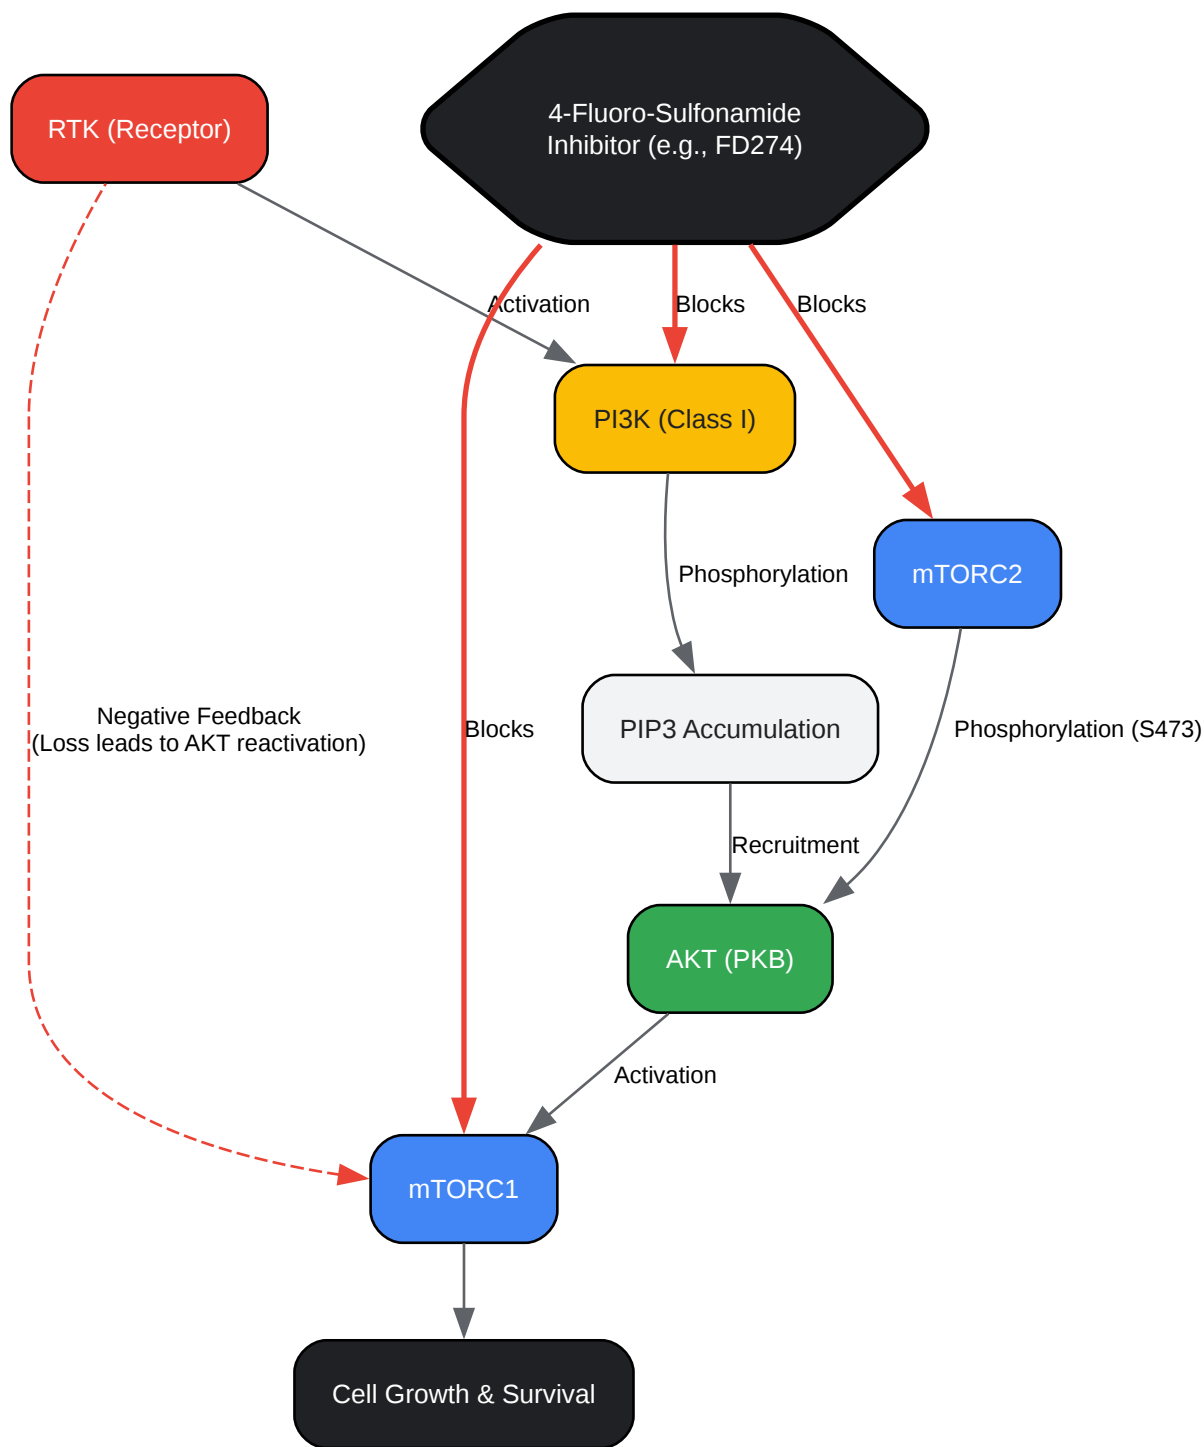 4-Fluoro-Sulfonamide
Inhibitor (e.g., FD274)
RTK (Receptor)
Activation
Blocks
Blocks
PI3K (Class I)
Phosphorylation
mTORC2
Negative Feedback
(Loss leads to AKT reactivation)
Blocks
PIP3 Accumulation
Phosphorylation (S473)
Recruitment
AKT (PKB)
Activation
mTORC1
Cell Growth & Survival